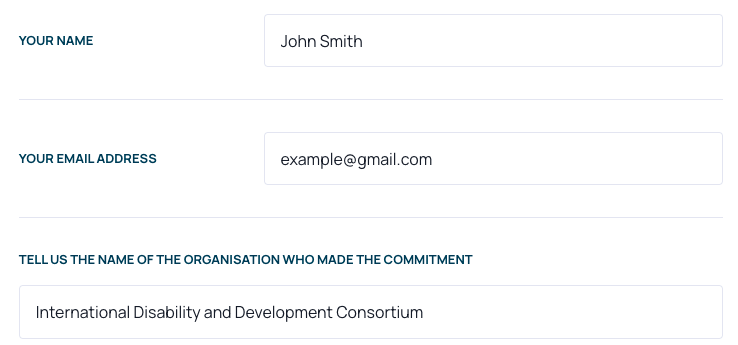 YOUR NAME
John Smith
YOUR EMAIL ADDRESS
example@gmail.com
TELL US THE NAME OF THE ORGANISATION WHO MADE THE COMMITMENT
International Disability and Development Consortium